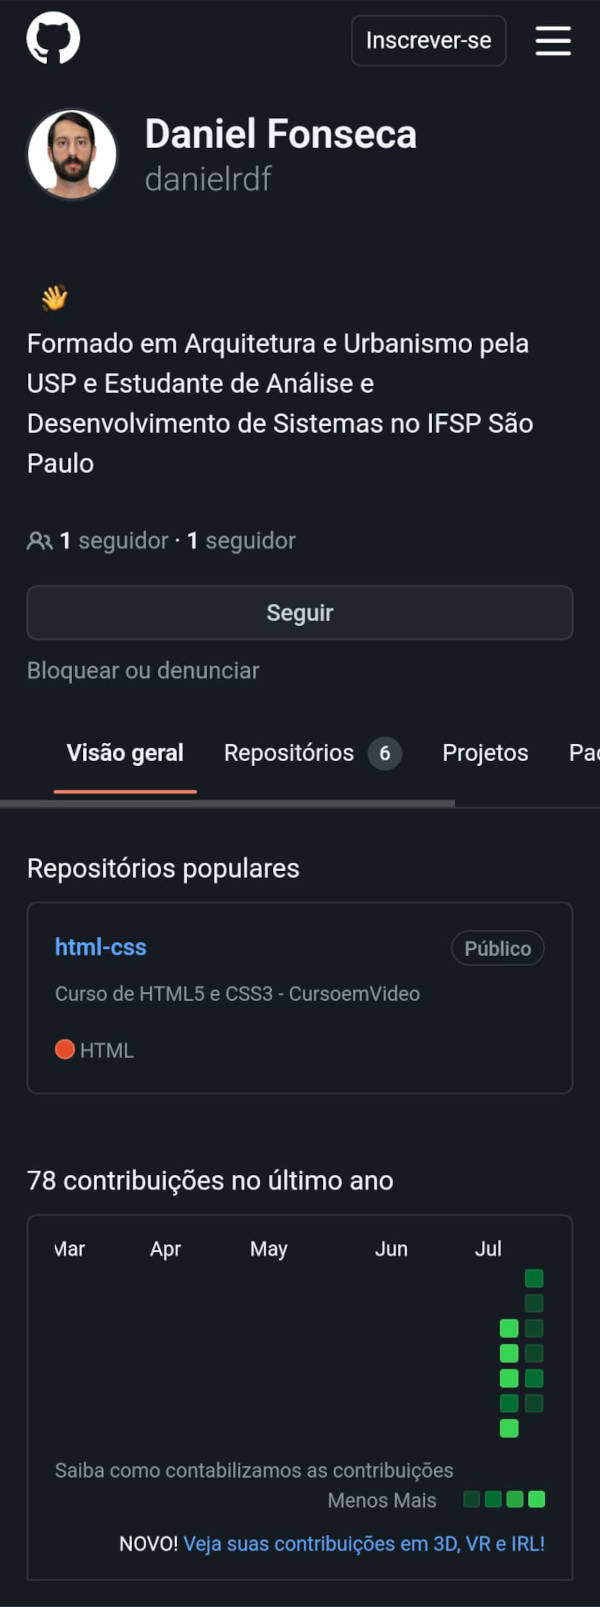 Inscrever-se
Daniel Fonseca
danielrdf
Formado em Arquitetura e Urbanismo pela
USP e Estudante de Análise e
Desenvolvimento de Sistemas no IFSP São
Paulo
1 seguidor · 1 seguidor
Seguir
Bloquear ou denunciar
Visão geral Repositórios 6 Projetos Pac
Repositórios populares
html-css Público
Curso de HTML5 e CSS3 - CursoemVideo
HTML
78 contribuições no último ano
Mar Apr May Jun Jul
Saiba como contabilizamos as contribuições
Menos Mais
NOVO! Veja suas contribuições em 3D, VR e IRL!